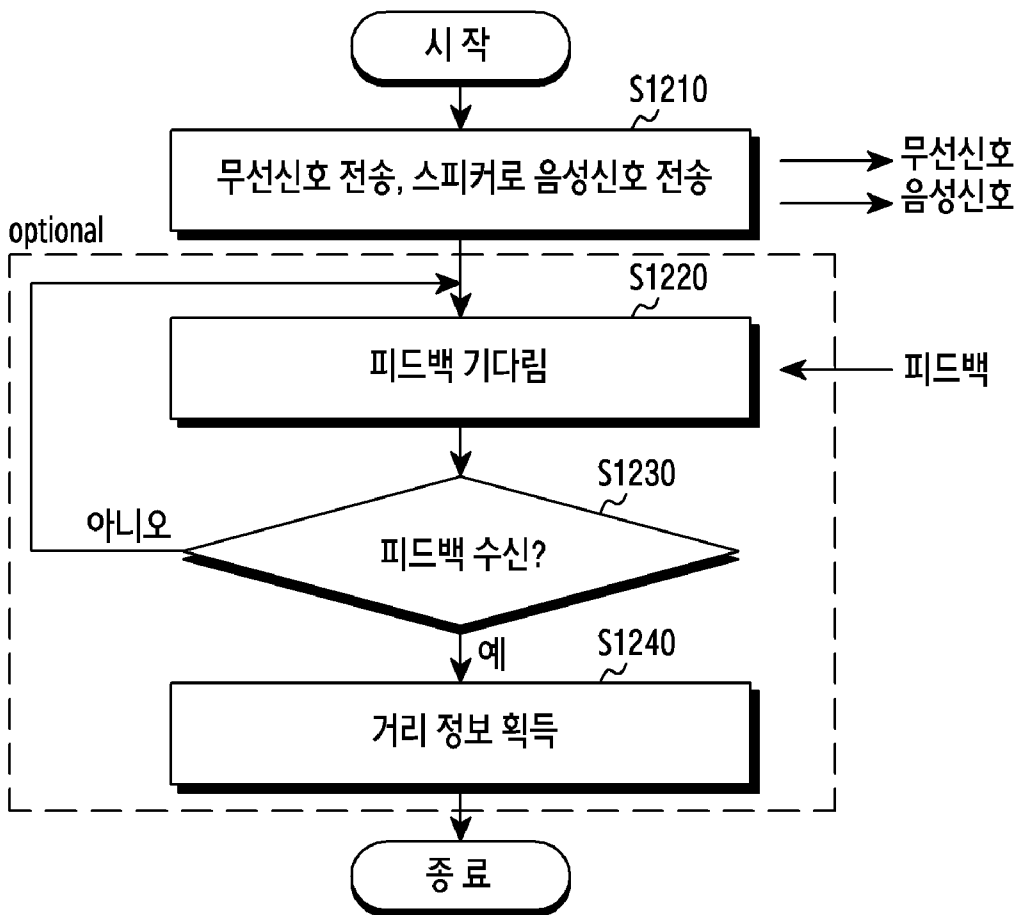 시 작
S1210
무선신호 전송, 스피커로 음성신호 전송
무선신호
음성신호
optional
S1220
피드백 기다림
피드백
S1230
아니오
피드백 수신?
예
S1240
거리 정보 획득
종 료